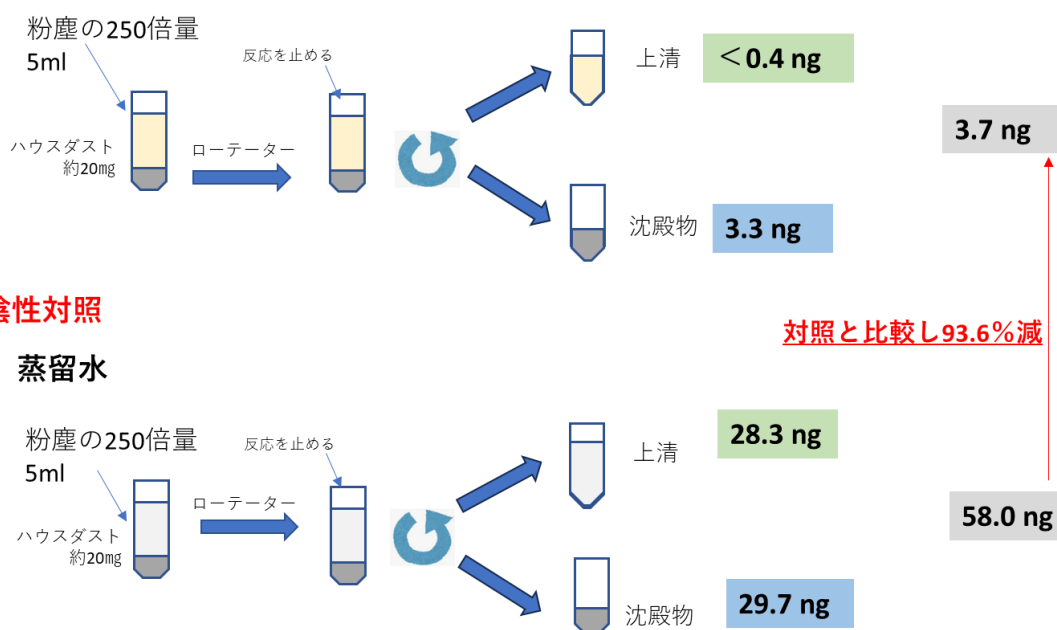 粉塵の250倍量
5ml
反応を止める
上清
<0.4 ng
ハウスダスト
約20㎎
ローテーター
3.7 ng
沈殿物
3.3 ng
陰性対照
対照と比較し93.6%減
蒸留水
粉塵の250倍量
5ml
反応を止める
上清
28.3 ng
ハウスダスト
約20㎎
ローテーター
58.0 ng
沈殿物
29.7 ng